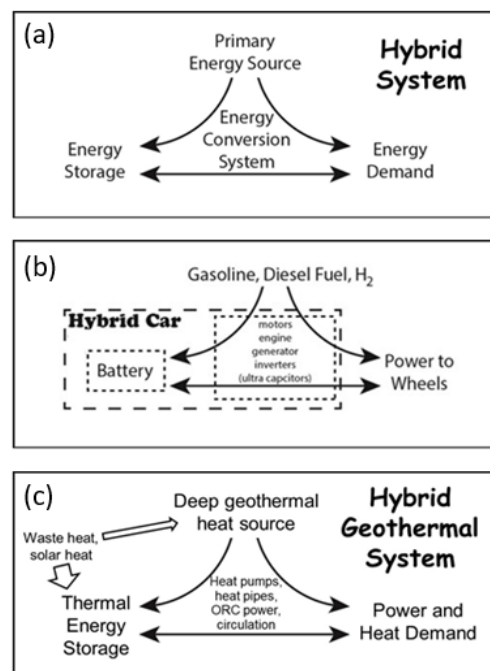 (a)
Primary
Energy Source
Hybrid
System
Energy
Conversion
System
Energy
Storage
Energy
Demand
(b)
Gasoline, Diesel Fuel, H₂
Hybrid Car
motors
engine
generator
inverters
(ultra capcitors)
Battery
Power to
Wheels
(c)
Deep geothermal
heat source
Hybrid
Geothermal
System
Waste heat,
solar heat
Heat pumps,
heat pipes,
ORC power,
circulation
Thermal
Energy
Storage
Power and
Heat Demand